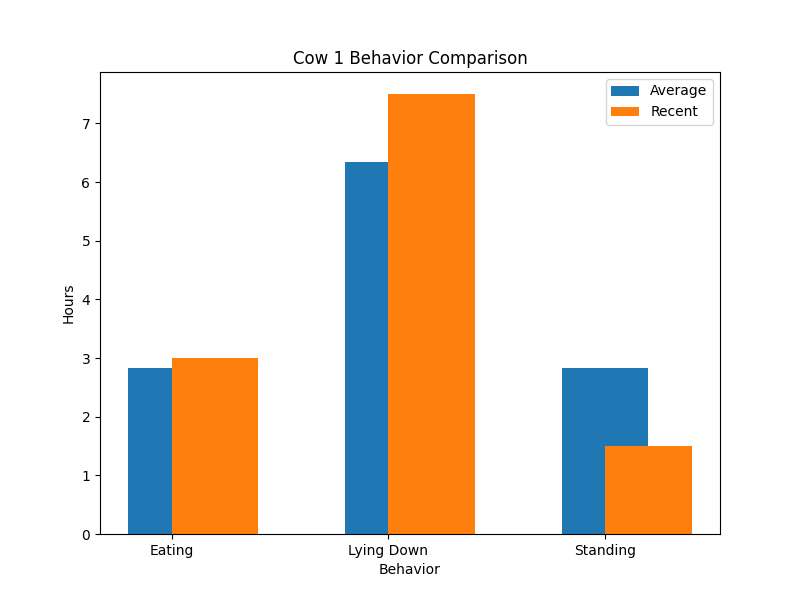 Cow 1 Behavior Comparison
Average
Recent
Hours
7
6
5
4
3
2
1
0
Eating
Lying Down
Standing
Behavior